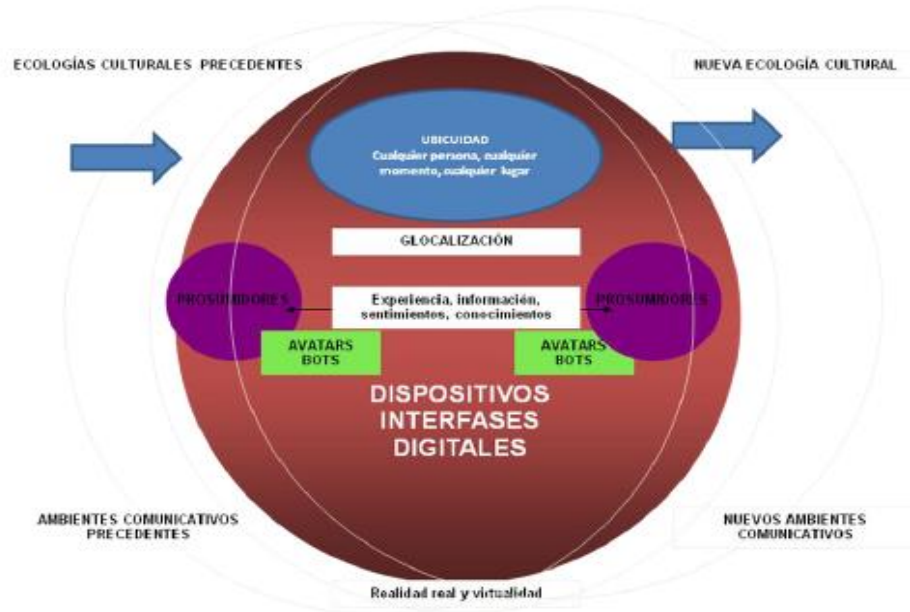 ECOLOGÍAS CULTURALES PRECEDENTES
NUEVA ECOLOGÍA CULTURAL
UBICUIDAD
Cualquier persona, cualquier
momento, cualquier lugar
GLOCALIZACIÓN
PROSUMIDORES
Experiencia, información,
sentimientos, conocimientos
PROSUMIDORES
AVATARS
BOTS
AVATARS
BOTS
DISPOSITIVOS
INTERFASES
DIGITALES
AMBIENTES COMUNICATIVOS
PRECEDENTES
NUEVOS AMBIENTES
COMUNICATIVOS
Realidad real y virtualidad